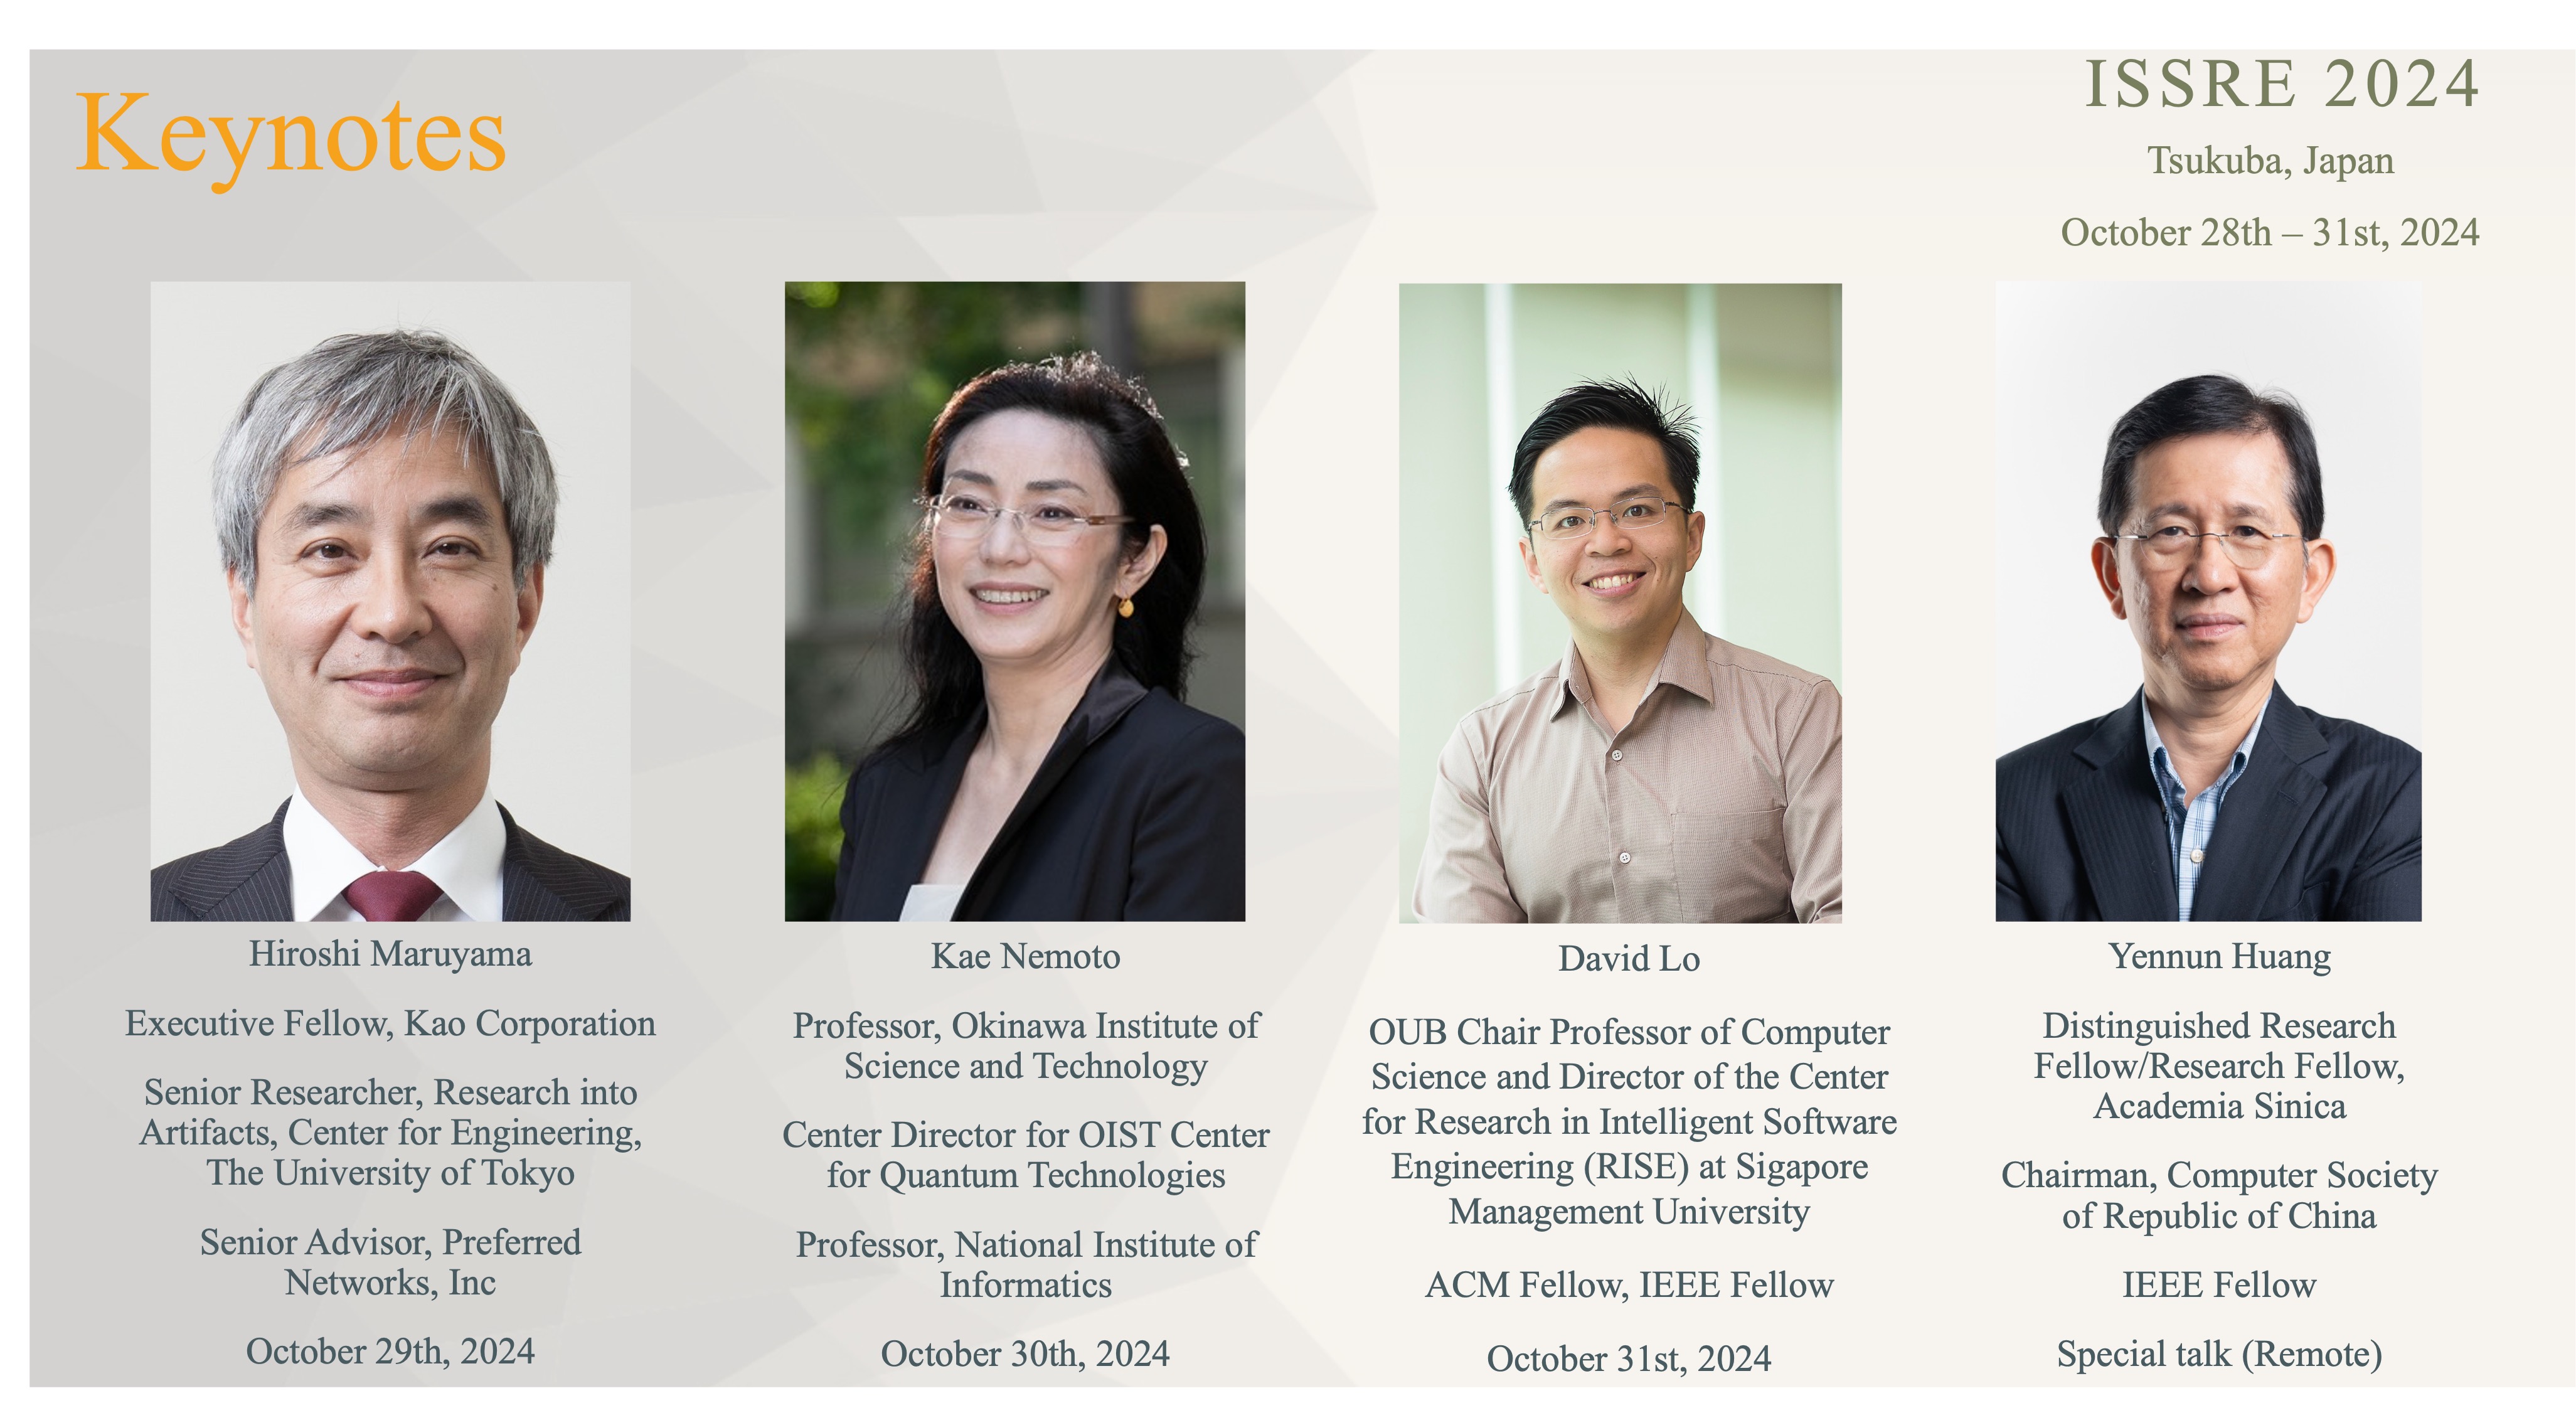 Keynotes
ISSRE 2024
Tsukuba, Japan
October 28th – 31st, 2024
Hiroshi Maruyama
Executive Fellow, Kao Corporation
Senior Researcher, Research into
Artifacts, Center for Engineering,
The University of Tokyo
Senior Advisor, Preferred
Networks, Inc
October 29th, 2024
Kae Nemoto
Professor, Okinawa Institute of
Science and Technology
Center Director for OIST Center
for Quantum Technologies
Professor, National Institute of
Informatics
October 30th, 2024
David Lo
OUB Chair Professor of Computer
Science and Director of the Center
for Research in Intelligent Software
Engineering (RISE) at Sigapore
Management University
ACM Fellow, IEEE Fellow
October 31st, 2024
Yennun Huang
Distinguished Research
Fellow/Research Fellow,
Academia Sinica
Chairman, Computer Society
of Republic of China
IEEE Fellow
Special talk (Remote)